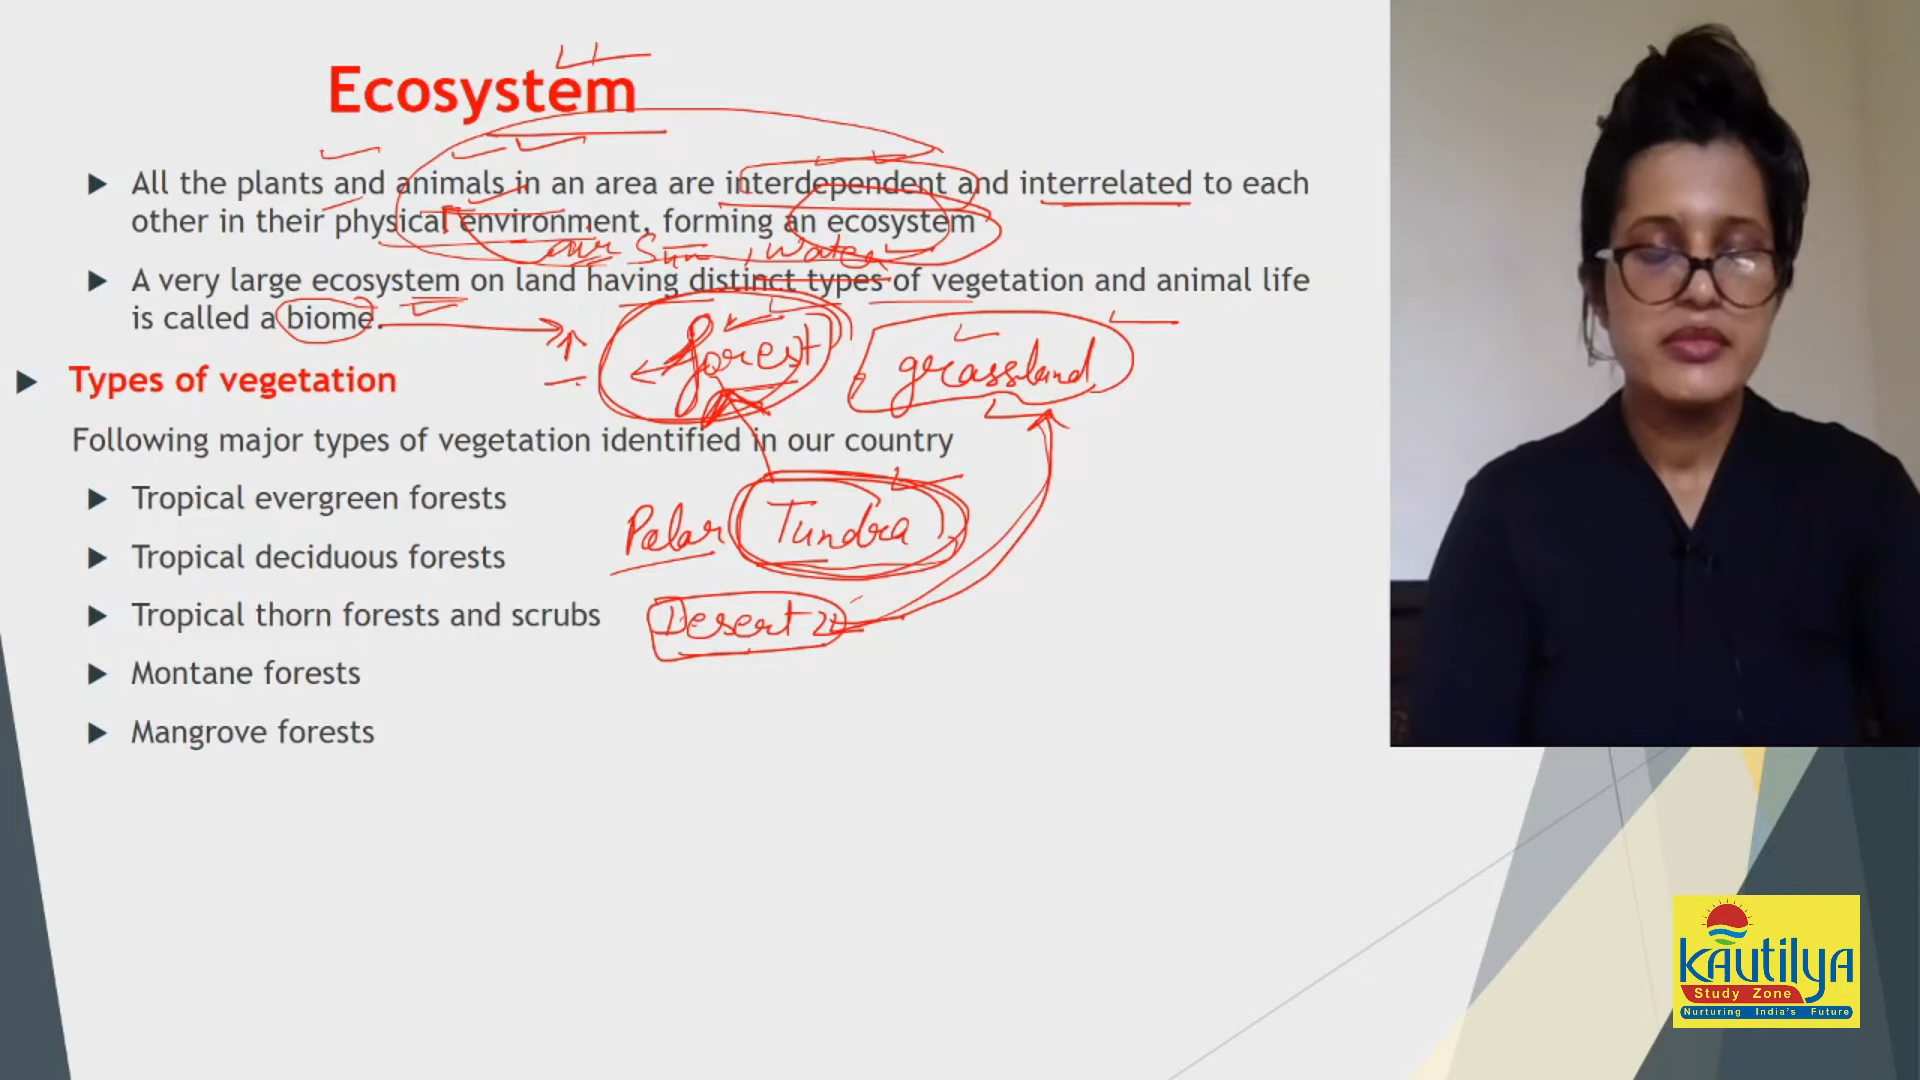 Ecosystem
All the plants and animals in an area are interdependent and interrelated to each
other in their physical environment, forming an ecosystem
air Sun, water
A very large ecosystem on land having distinct types of vegetation and animal life
is called a biome.
forest grassland
Types of vegetation
Following major types of vegetation identified in our country
Tropical evergreen forests
Polar Tundra
Tropical deciduous forests
Tropical thorn forests and scrubs
Desert
Montane forests
Mangrove forests
Kautilya
Study Zone
Nurturing India's Future